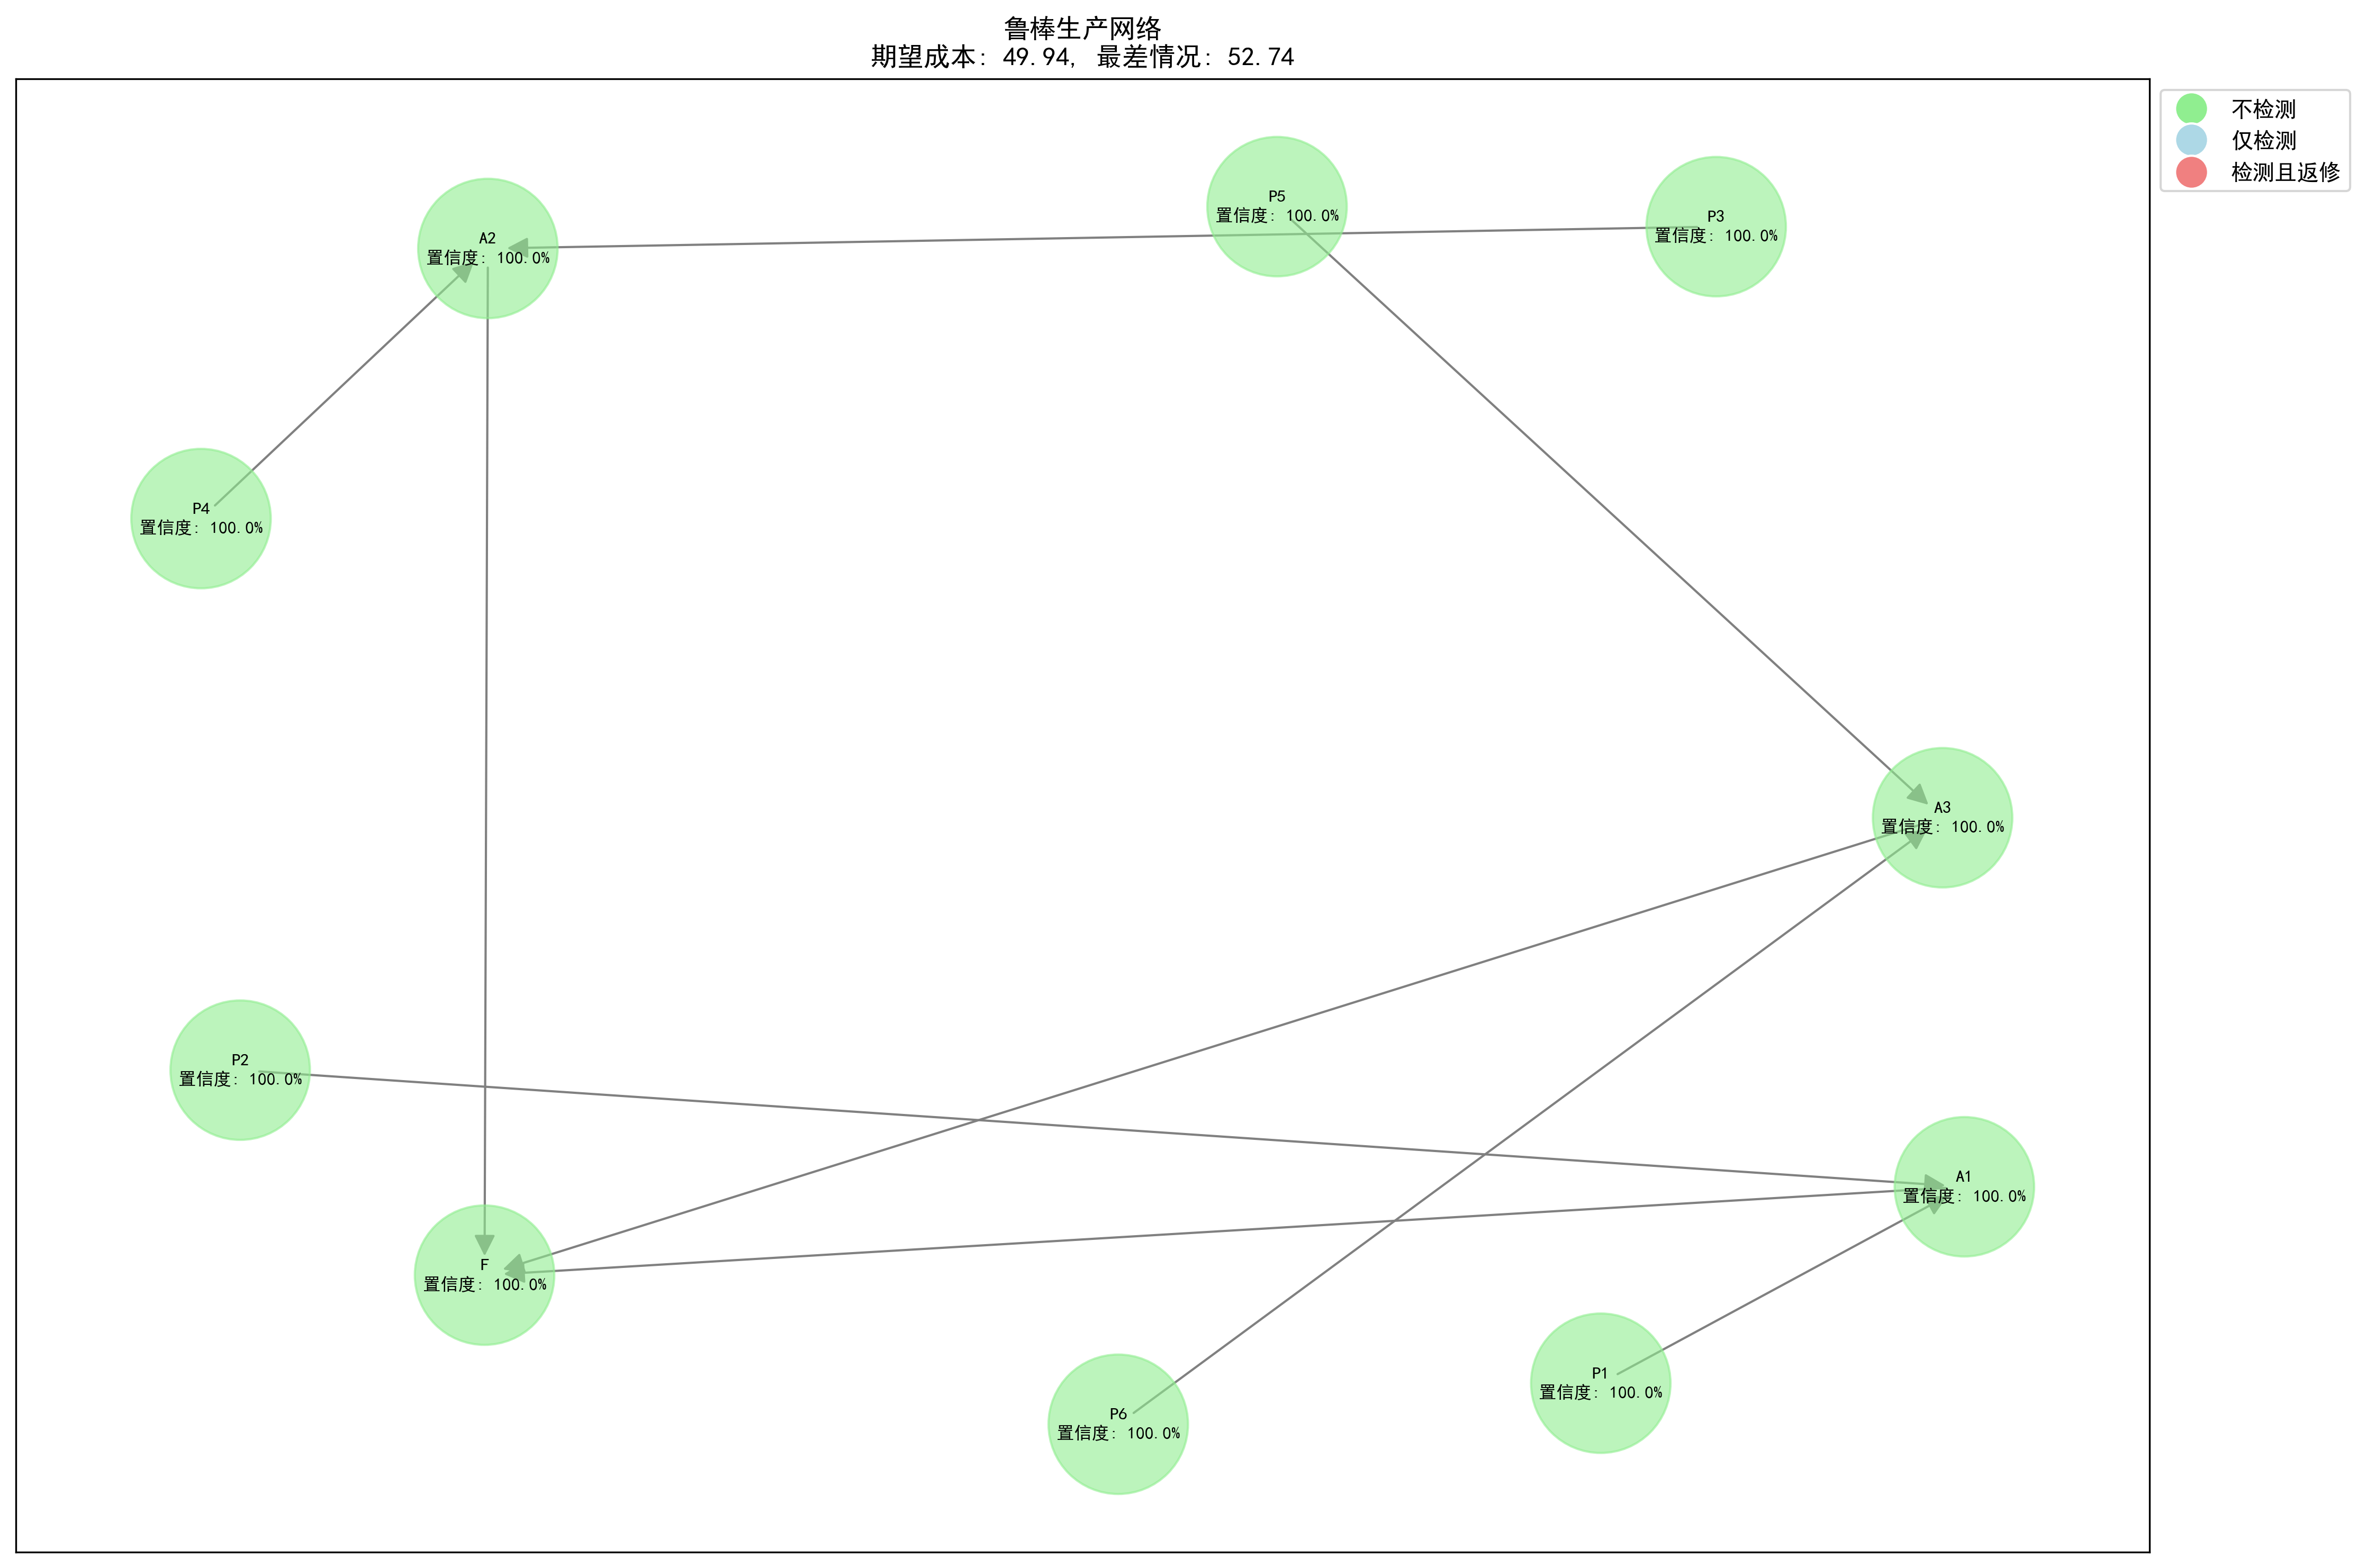 鲁棒生产网络
期望成本: 49.94, 最差情况: 52.74
不检测
仅检测
检测且返修
P5
置信度: 100.0%
P3
置信度: 100.0%
A2
置信度: 100.0%
P4
置信度: 100.0%
A3
置信度: 100.0%
P2
置信度: 100.0%
A1
置信度: 100.0%
F
置信度: 100.0%
P1
置信度: 100.0%
P6
置信度: 100.0%